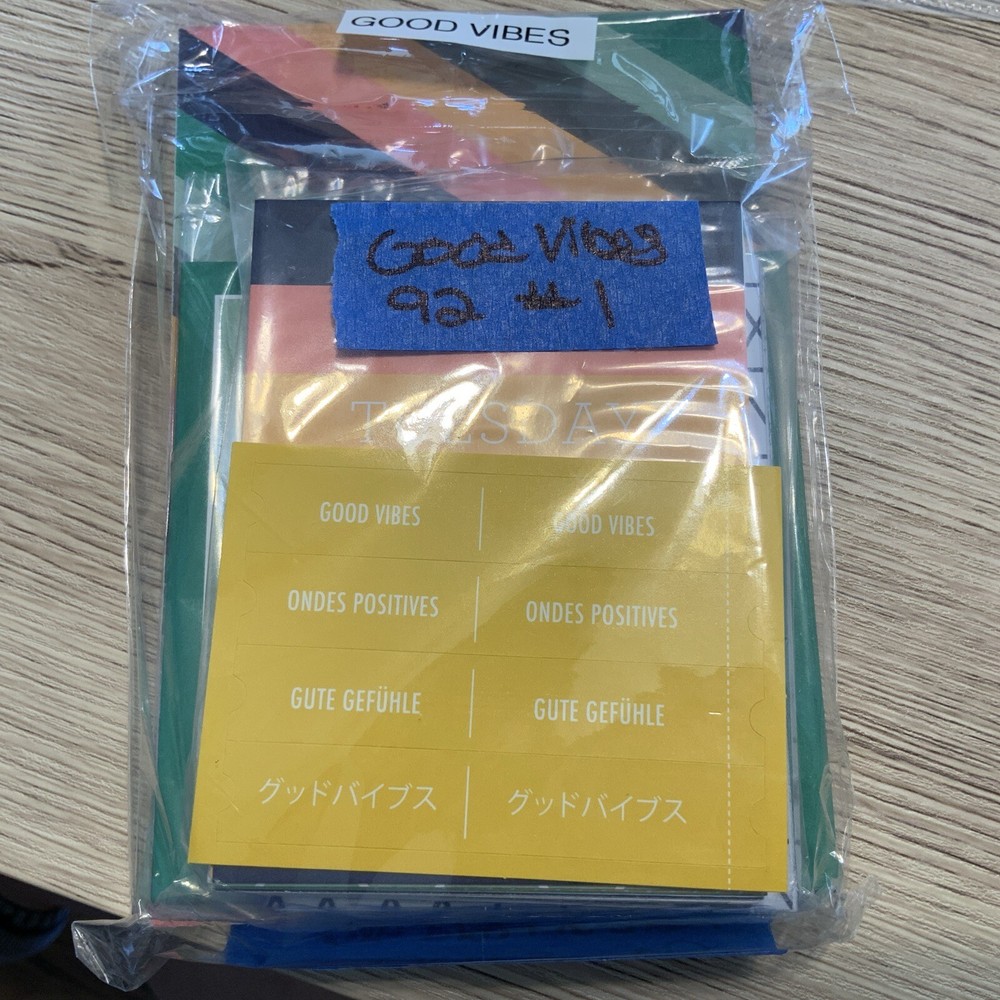 GOOD VIBES
Good Vibes
92 #1
TUESDAY
GOOD VIBES | GOOD VIBES
ONDES POSITIVES | ONDES POSITIVES
GUTE GEFÜHLE | GUTE GEFÜHLE
グッドバイブス | グッドバイブス